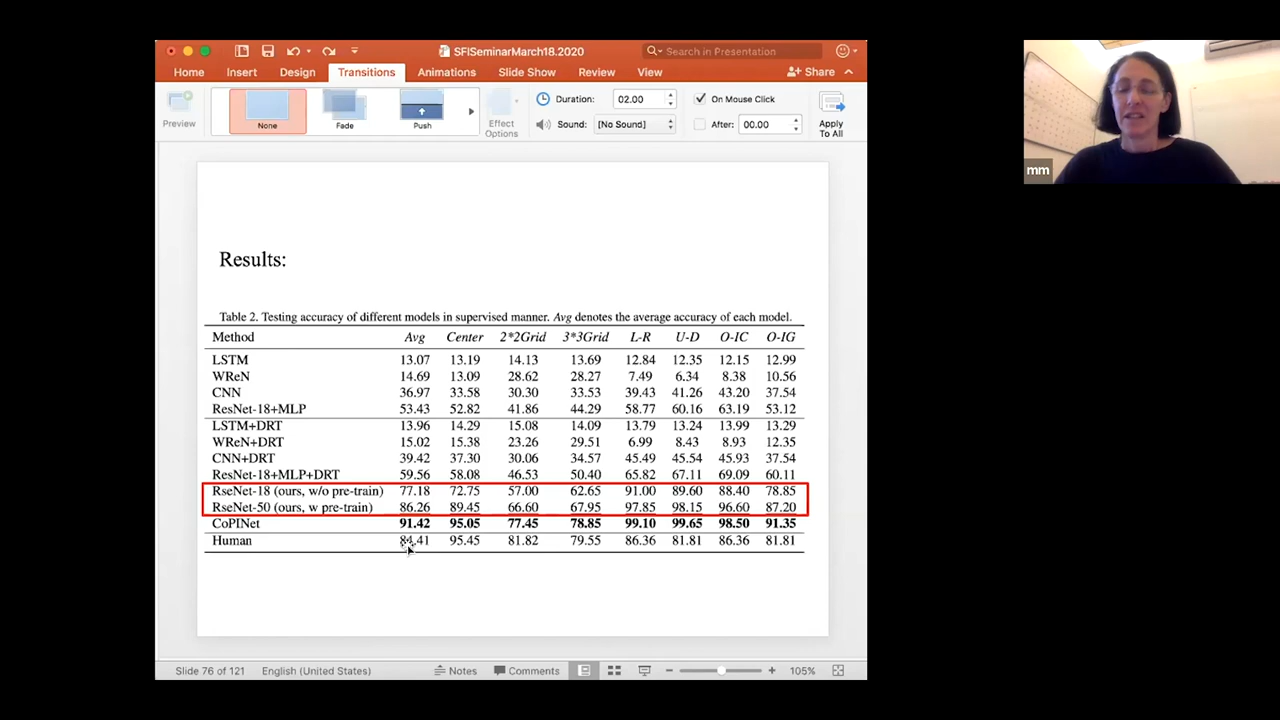 SFISeminarMarch18.2020
Search in Presentation
Home Insert Design Transitions Animations Slide Show Review View Share
Preview
None
Fade
Push
Effect
Options
Duration: 02.00
Sound: [No Sound]
On Mouse Click
After: 00.00
Apply
To All
mm
Results:
Table 2. Testing accuracy of different models in supervised manner. Avg denotes the average accuracy of each model.
Method Avg Center 2*2Grid 3*3Grid L-R U-D O-IC O-IG
LSTM 13.07 13.19 14.13 13.69 12.84 12.35 12.15 12.99
WReN 14.69 13.09 28.62 28.27 7.49 6.34 8.38 10.56
CNN 36.97 33.58 30.30 33.53 39.43 41.26 43.20 37.54
ResNet-18+MLP 53.43 52.82 41.86 44.29 58.77 60.16 63.19 53.12
LSTM+DRT 13.96 14.29 15.08 14.09 13.79 13.24 13.99 13.29
WReN+DRT 15.02 15.38 23.26 29.51 6.99 8.43 8.93 12.35
CNN+DRT 39.42 37.30 30.06 34.57 45.49 45.54 45.93 37.54
ResNet-18+MLP+DRT 59.56 58.08 46.53 50.40 65.82 67.11 69.09 60.11
RseNet-18 (ours, w/o pre-train) 77.18 72.75 57.00 62.65 91.00 89.60 88.40 78.85
RseNet-50 (ours, w pre-train) 86.26 89.45 66.60 67.95 97.85 98.15 96.60 87.20
CoPINet 91.42 95.05 77.45 78.85 99.10 99.65 98.50 91.35
Human 84.41 95.45 81.82 79.55 86.36 81.81 86.36 81.81
Slide 76 of 121 English (United States) Notes Comments 105%